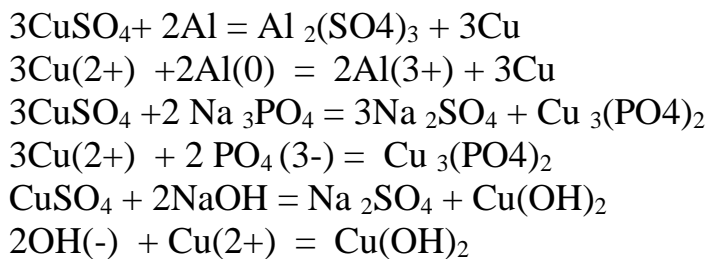 3CuSO₄+ 2Al = Al ₂(SO4)₃ + 3Cu
3Cu(2+) +2Al(0) = 2Al(3+) + 3Cu
3CuSO₄ +2 Na ₃PO₄ = 3Na ₂SO₄ + Cu ₃(PO4)₂
3Cu(2+) + 2 PO₄ (3-) = Cu ₃(PO4)₂
CuSO₄ + 2NaOH = Na ₂SO₄ + Cu(OH)₂
2OH(-) + Cu(2+) = Cu(OH)₂